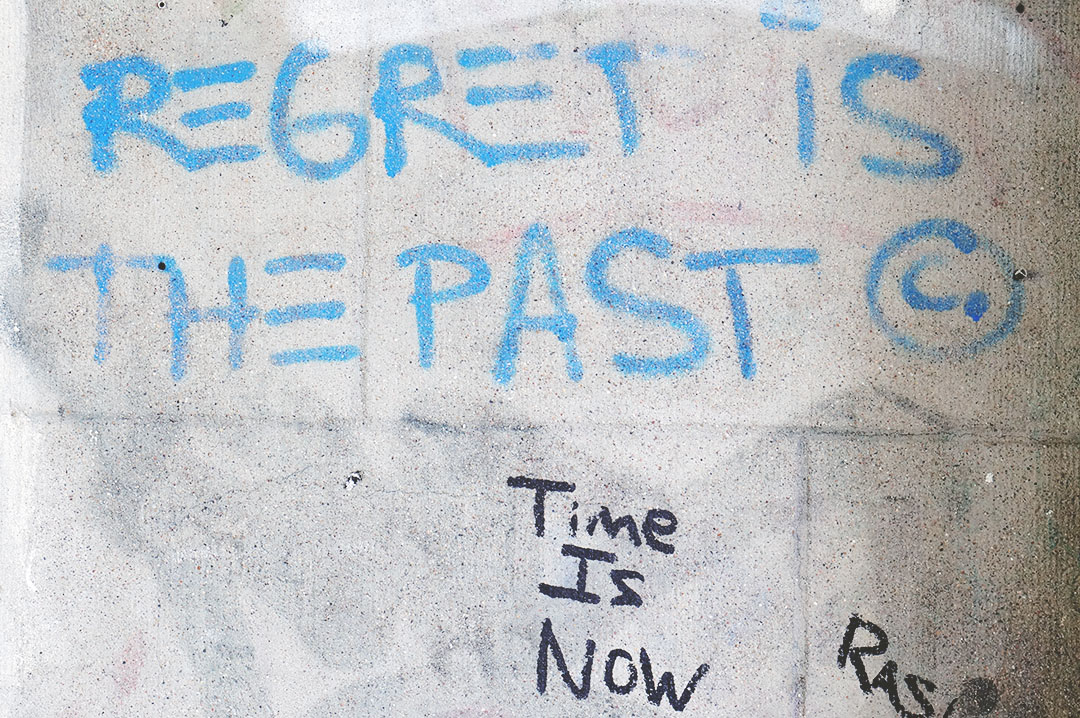 REGRET iS
THE PAST ©.
Time
Is
NOW
RAS